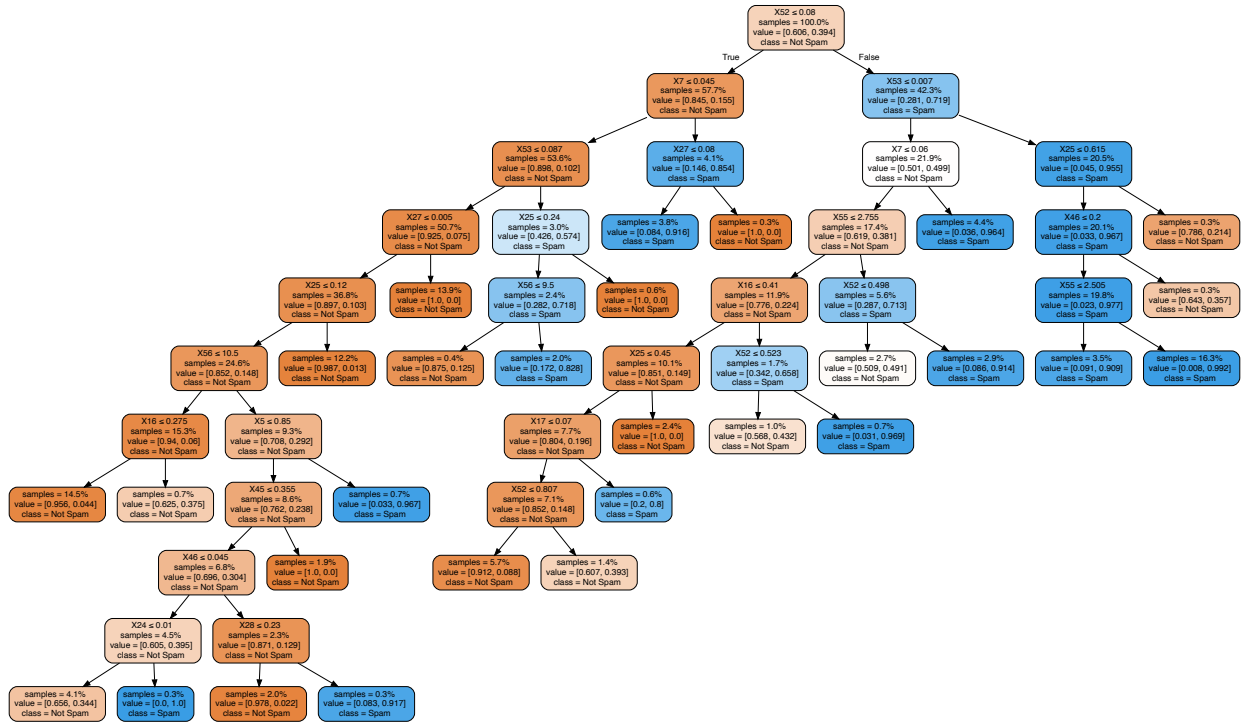 X52 ≤ 0.08
samples = 100.0%
value = [0.606, 0.394]
class = Not Spam
True
False
X7 ≤ 0.045
samples = 57.7%
value = [0.845, 0.155]
class = Not Spam
X53 ≤ 0.007
samples = 42.3%
value = [0.281, 0.719]
class = Spam
X53 ≤ 0.087
samples = 53.6%
value = [0.898, 0.102]
class = Not Spam
X27 ≤ 0.08
samples = 4.1%
value = [0.146, 0.854]
class = Spam
X7 ≤ 0.06
samples = 21.9%
value = [0.501, 0.499]
class = Not Spam
X25 ≤ 0.615
samples = 20.5%
value = [0.045, 0.955]
class = Spam
X27 ≤ 0.005
samples = 50.7%
value = [0.925, 0.075]
class = Not Spam
X25 ≤ 0.24
samples = 3.0%
value = [0.426, 0.574]
class = Spam
samples = 3.8%
value = [0.084, 0.916]
class = Spam
samples = 0.3%
value = [1.0, 0.0]
class = Not Spam
X55 ≤ 2.755
samples = 17.4%
value = [0.619, 0.381]
class = Not Spam
samples = 4.4%
value = [0.036, 0.964]
class = Spam
X46 ≤ 0.2
samples = 20.1%
value = [0.033, 0.967]
class = Spam
samples = 0.3%
value = [0.786, 0.214]
class = Not Spam
X25 ≤ 0.12
samples = 36.8%
value = [0.897, 0.103]
class = Not Spam
samples = 13.9%
value = [1.0, 0.0]
class = Not Spam
X56 ≤ 9.5
samples = 2.4%
value = [0.282, 0.718]
class = Spam
samples = 0.6%
value = [1.0, 0.0]
class = Not Spam
X16 ≤ 0.41
samples = 11.9%
value = [0.776, 0.224]
class = Not Spam
X52 ≤ 0.498
samples = 5.6%
value = [0.287, 0.713]
class = Spam
X55 ≤ 2.505
samples = 19.8%
value = [0.023, 0.977]
class = Spam
samples = 0.3%
value = [0.643, 0.357]
class = Not Spam
X56 ≤ 10.5
samples = 24.6%
value = [0.852, 0.148]
class = Not Spam
samples = 12.2%
value = [0.987, 0.013]
class = Not Spam
samples = 0.4%
value = [0.875, 0.125]
class = Not Spam
samples = 2.0%
value = [0.172, 0.828]
class = Spam
X25 ≤ 0.45
samples = 10.1%
value = [0.851, 0.149]
class = Not Spam
X52 ≤ 0.523
samples = 1.7%
value = [0.342, 0.658]
class = Spam
samples = 2.7%
value = [0.509, 0.491]
class = Not Spam
samples = 2.9%
value = [0.086, 0.914]
class = Spam
samples = 3.5%
value = [0.091, 0.909]
class = Spam
samples = 16.3%
value = [0.008, 0.992]
class = Spam
X16 ≤ 0.275
samples = 15.3%
value = [0.94, 0.06]
class = Not Spam
X5 ≤ 0.85
samples = 9.3%
value = [0.708, 0.292]
class = Not Spam
X17 ≤ 0.07
samples = 7.7%
value = [0.804, 0.196]
class = Not Spam
samples = 2.4%
value = [1.0, 0.0]
class = Not Spam
samples = 1.0%
value = [0.568, 0.432]
class = Not Spam
samples = 0.7%
value = [0.031, 0.969]
class = Spam
samples = 14.5%
value = [0.956, 0.044]
class = Not Spam
samples = 0.7%
value = [0.625, 0.375]
class = Not Spam
X45 ≤ 0.355
samples = 8.6%
value = [0.762, 0.238]
class = Not Spam
samples = 0.7%
value = [0.033, 0.967]
class = Spam
X52 ≤ 0.807
samples = 7.1%
value = [0.852, 0.148]
class = Not Spam
samples = 0.6%
value = [0.2, 0.8]
class = Spam
X46 ≤ 0.045
samples = 6.8%
value = [0.696, 0.304]
class = Not Spam
samples = 1.9%
value = [1.0, 0.0]
class = Not Spam
samples = 5.7%
value = [0.912, 0.088]
class = Not Spam
samples = 1.4%
value = [0.607, 0.393]
class = Not Spam
X24 ≤ 0.01
samples = 4.5%
value = [0.605, 0.395]
class = Not Spam
X28 ≤ 0.23
samples = 2.3%
value = [0.871, 0.129]
class = Not Spam
samples = 4.1%
value = [0.656, 0.344]
class = Not Spam
samples = 0.3%
value = [0.0, 1.0]
class = Spam
samples = 2.0%
value = [0.978, 0.022]
class = Not Spam
samples = 0.3%
value = [0.083, 0.917]
class = Spam